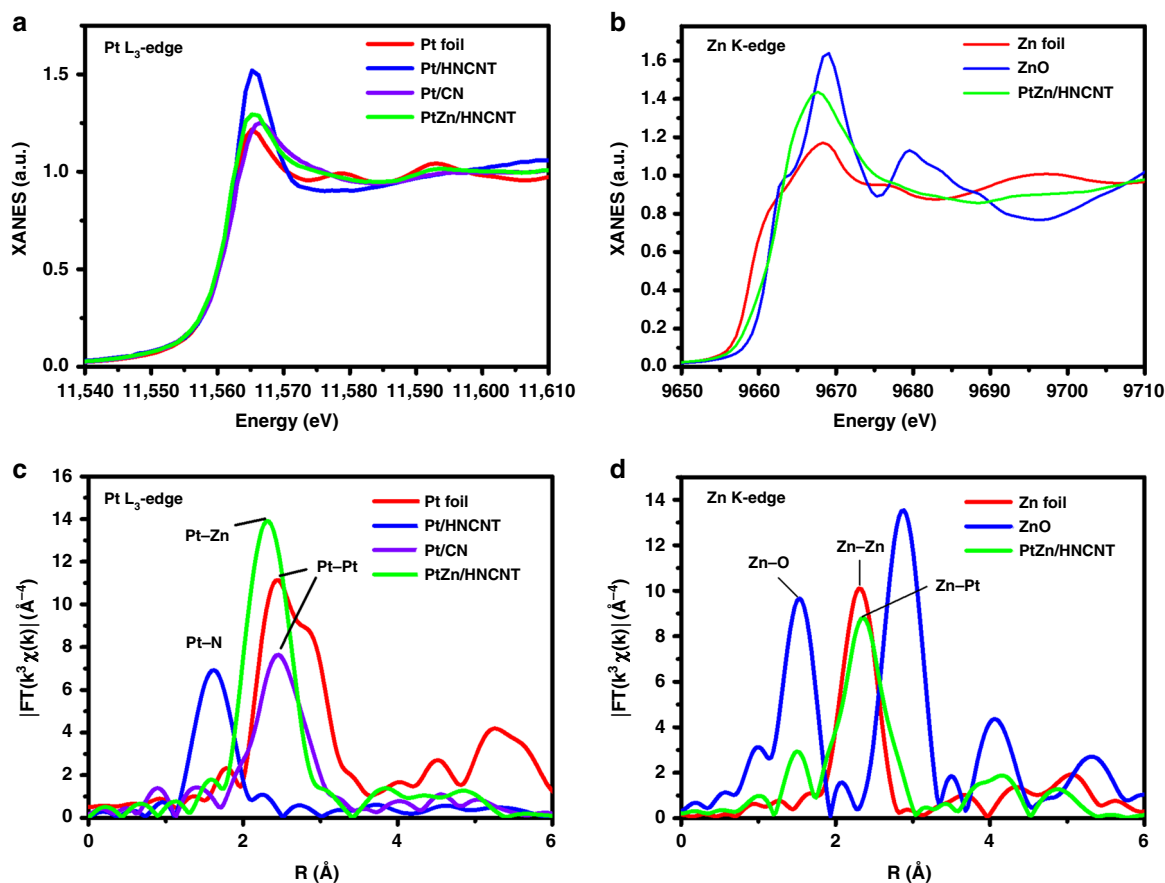 a
Pt L₃-edge
Pt foil
Pt/HNCNT
Pt/CN
PtZn/HNCNT
1.5
1.0
0.5
0.0
XANES (a.u.)
11,540 11,550 11,560 11,570 11,580 11,590 11,600 11,610
Energy (eV)
b
Zn K-edge
Zn foil
ZnO
PtZn/HNCNT
1.6
1.4
1.2
1.0
0.8
0.6
0.4
0.2
0.0
XANES (a.u.)
9650 9660 9670 9680 9690 9700 9710
Energy (eV)
c
Pt L₃-edge
Pt foil
Pt/HNCNT
Pt/CN
PtZn/HNCNT
Pt–Zn
Pt–Pt
Pt–N
16
14
12
10
8
6
4
2
0
|FT(k³ χ(k)| (Å⁻⁴)
0 2 4 6
R (Å)
d
Zn K-edge
Zn foil
ZnO
PtZn/HNCNT
Zn–Zn
Zn–O
Zn–Pt
14
12
10
8
6
4
2
0
|FT(k³ χ(k)| (Å⁻⁴)
0 2 4 6
R (Å)